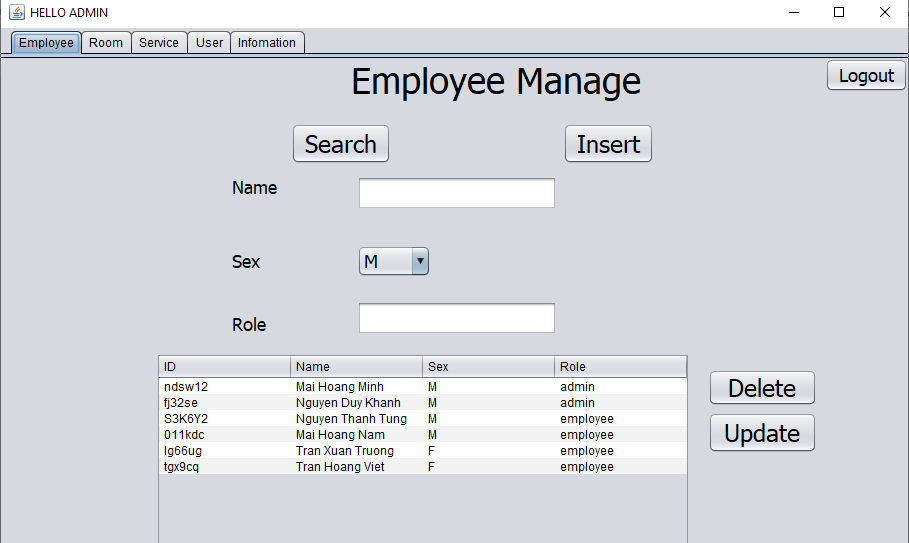 HELLO ADMIN
Employee Room Service User Infomation
Employee Manage
Logout
Search Insert
Name
Sex M
Role
ID Name Sex Role
ndsw12 Mai Hoang Minh M admin
fj32se Nguyen Duy Khanh M admin
S3K6Y2 Nguyen Thanh Tung M employee
011kdc Mai Hoang Nam M employee
lg66ug Tran Xuan Truong F employee
tgx9cq Tran Hoang Viet F employee
Delete
Update